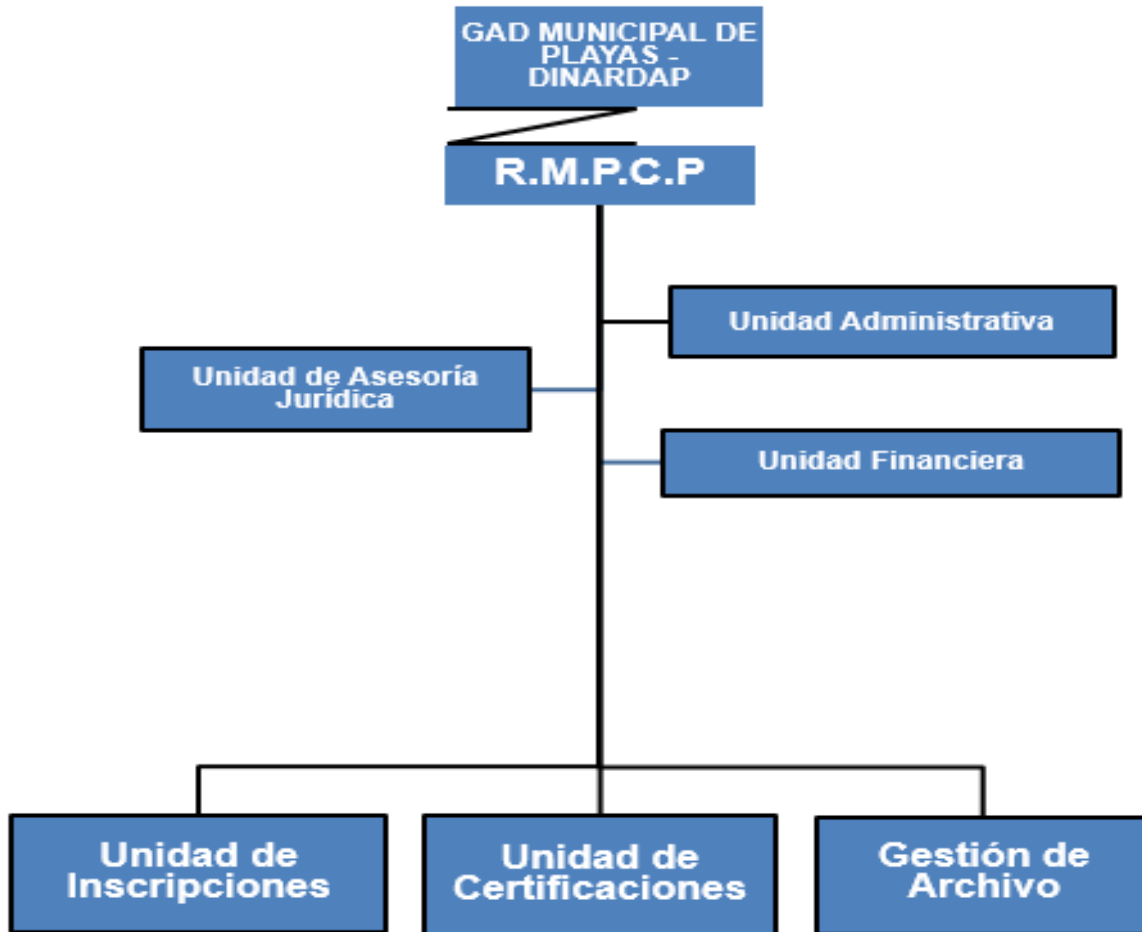 GAD MUNICIPAL DE
PLAYAS -
DINARDAP
R.M.P.C.P
Unidad Administrativa
Unidad de Asesoría
Jurídica
Unidad Financiera
Unidad de
Inscripciones
Unidad de
Certificaciones
Gestión de
Archivo